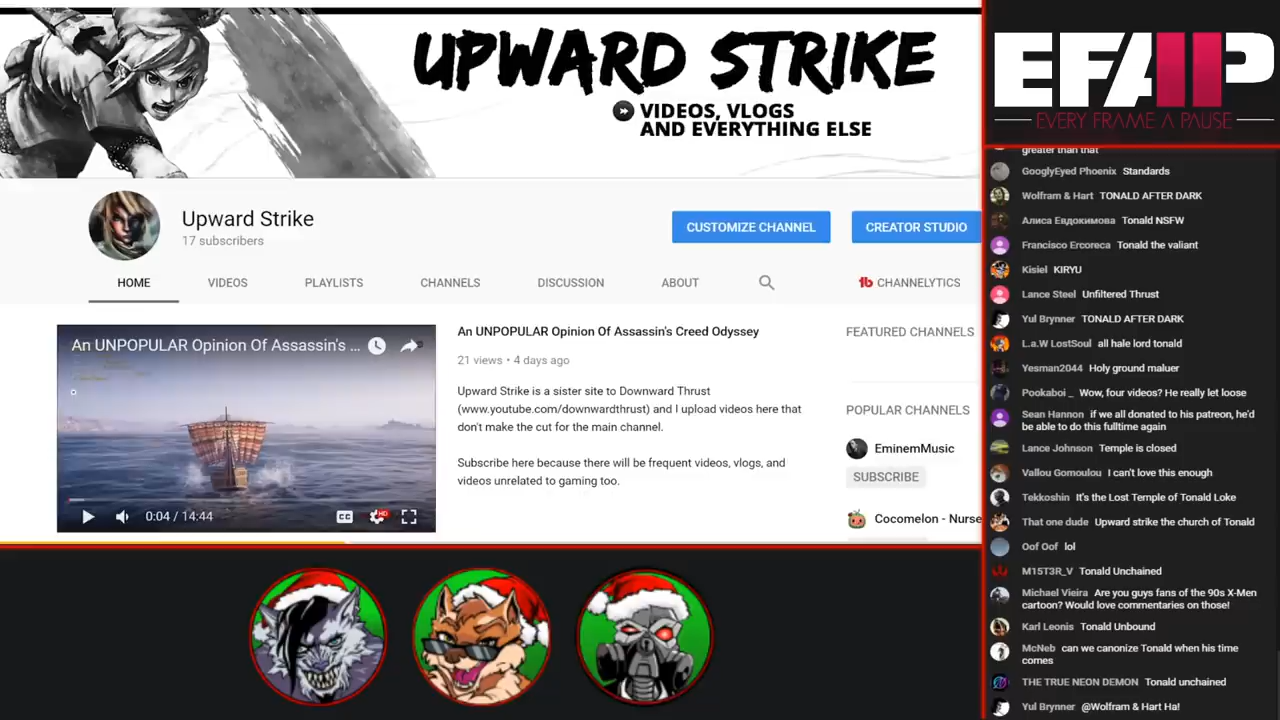 UPWARD STRIKE
VIDEOS, VLOGS
AND EVERYTHING ELSE
Upward Strike
17 subscribers
CUSTOMIZE CHANNEL
CREATOR STUDIO
HOME
VIDEOS
PLAYLISTS
CHANNELS
DISCUSSION
ABOUT
CHANNELYTICS
An UNPOPULAR Opinion Of Assassin's ...
0:04 / 14:44
CC
HD
An UNPOPULAR Opinion Of Assassin's Creed Odyssey
21 views • 4 days ago
Upward Strike is a sister site to Downward Thrust
(www.youtube.com/downwardthrust) and I upload videos here that
don't make the cut for the main channel.
Subscribe here because there will be frequent videos, vlogs, and
videos unrelated to gaming too.
FEATURED CHANNELS
POPULAR CHANNELS
EminemMusic
SUBSCRIBE
Cocomelon - Nurse
EFAP
EVERY FRAME A PAUSE
greater than that
GooglyEyed Phoenix Standards
Wolfram & Hart TONALD AFTER DARK
Алиса Евдокимова Tonald NSFW
Francisco Ercoreca Tonald the valiant
Kisiel KIRYU
Lance Steel Unfiltered Thrust
Yul Brynner TONALD AFTER DARK
L.a.W LostSoul all hale lord tonald
Yesman2044 Holy ground maluer
Pookaboi _ Wow, four videos? He really let loose
Sean Hannon if we all donated to his patreon, he'd
be able to do this fulltime again
Lance Johnson Temple is closed
Vallou Gomoulou I can't love this enough
Tekkoshin It's the Lost Temple of Tonald Loke
That one dude Upward strike the church of Tonald
Oof Oof lol
M15T3R_V Tonald Unchained
Michael Vieira Are you guys fans of the 90s X-Men
cartoon? Would love commentaries on those!
Karl Leonis Tonald Unbound
McNeb can we canonize Tonald when his time
comes
THE TRUE NEON DEMON Tonald unchained
Yul Brynner @Wolfram & Hart Ha!